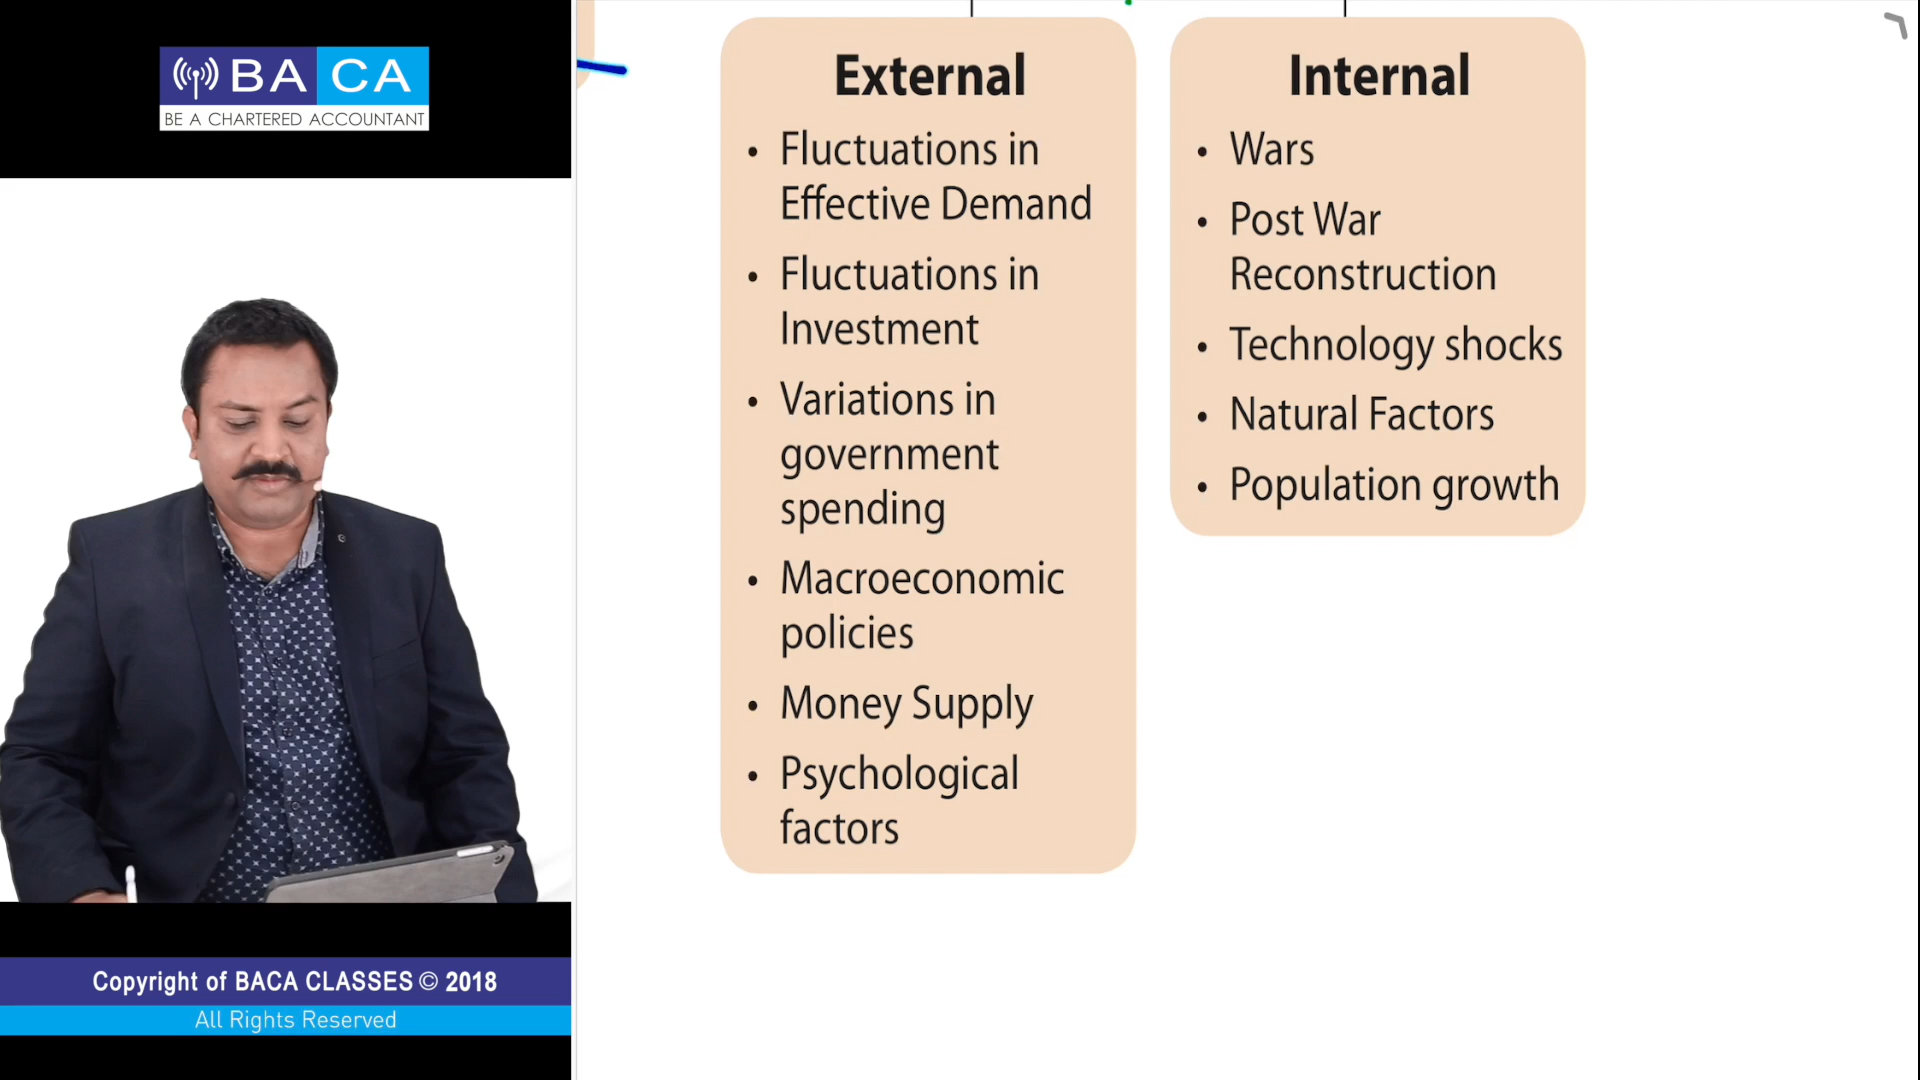 BA CA
BE A CHARTERED ACCOUNTANT
External
• Fluctuations in
Effective Demand
• Fluctuations in
Investment
• Variations in
government
spending
• Macroeconomic
policies
• Money Supply
• Psychological
factors
Internal
• Wars
• Post War
Reconstruction
• Technology shocks
• Natural Factors
• Population growth
Copyright of BACA CLASSES © 2018
All Rights Reserved